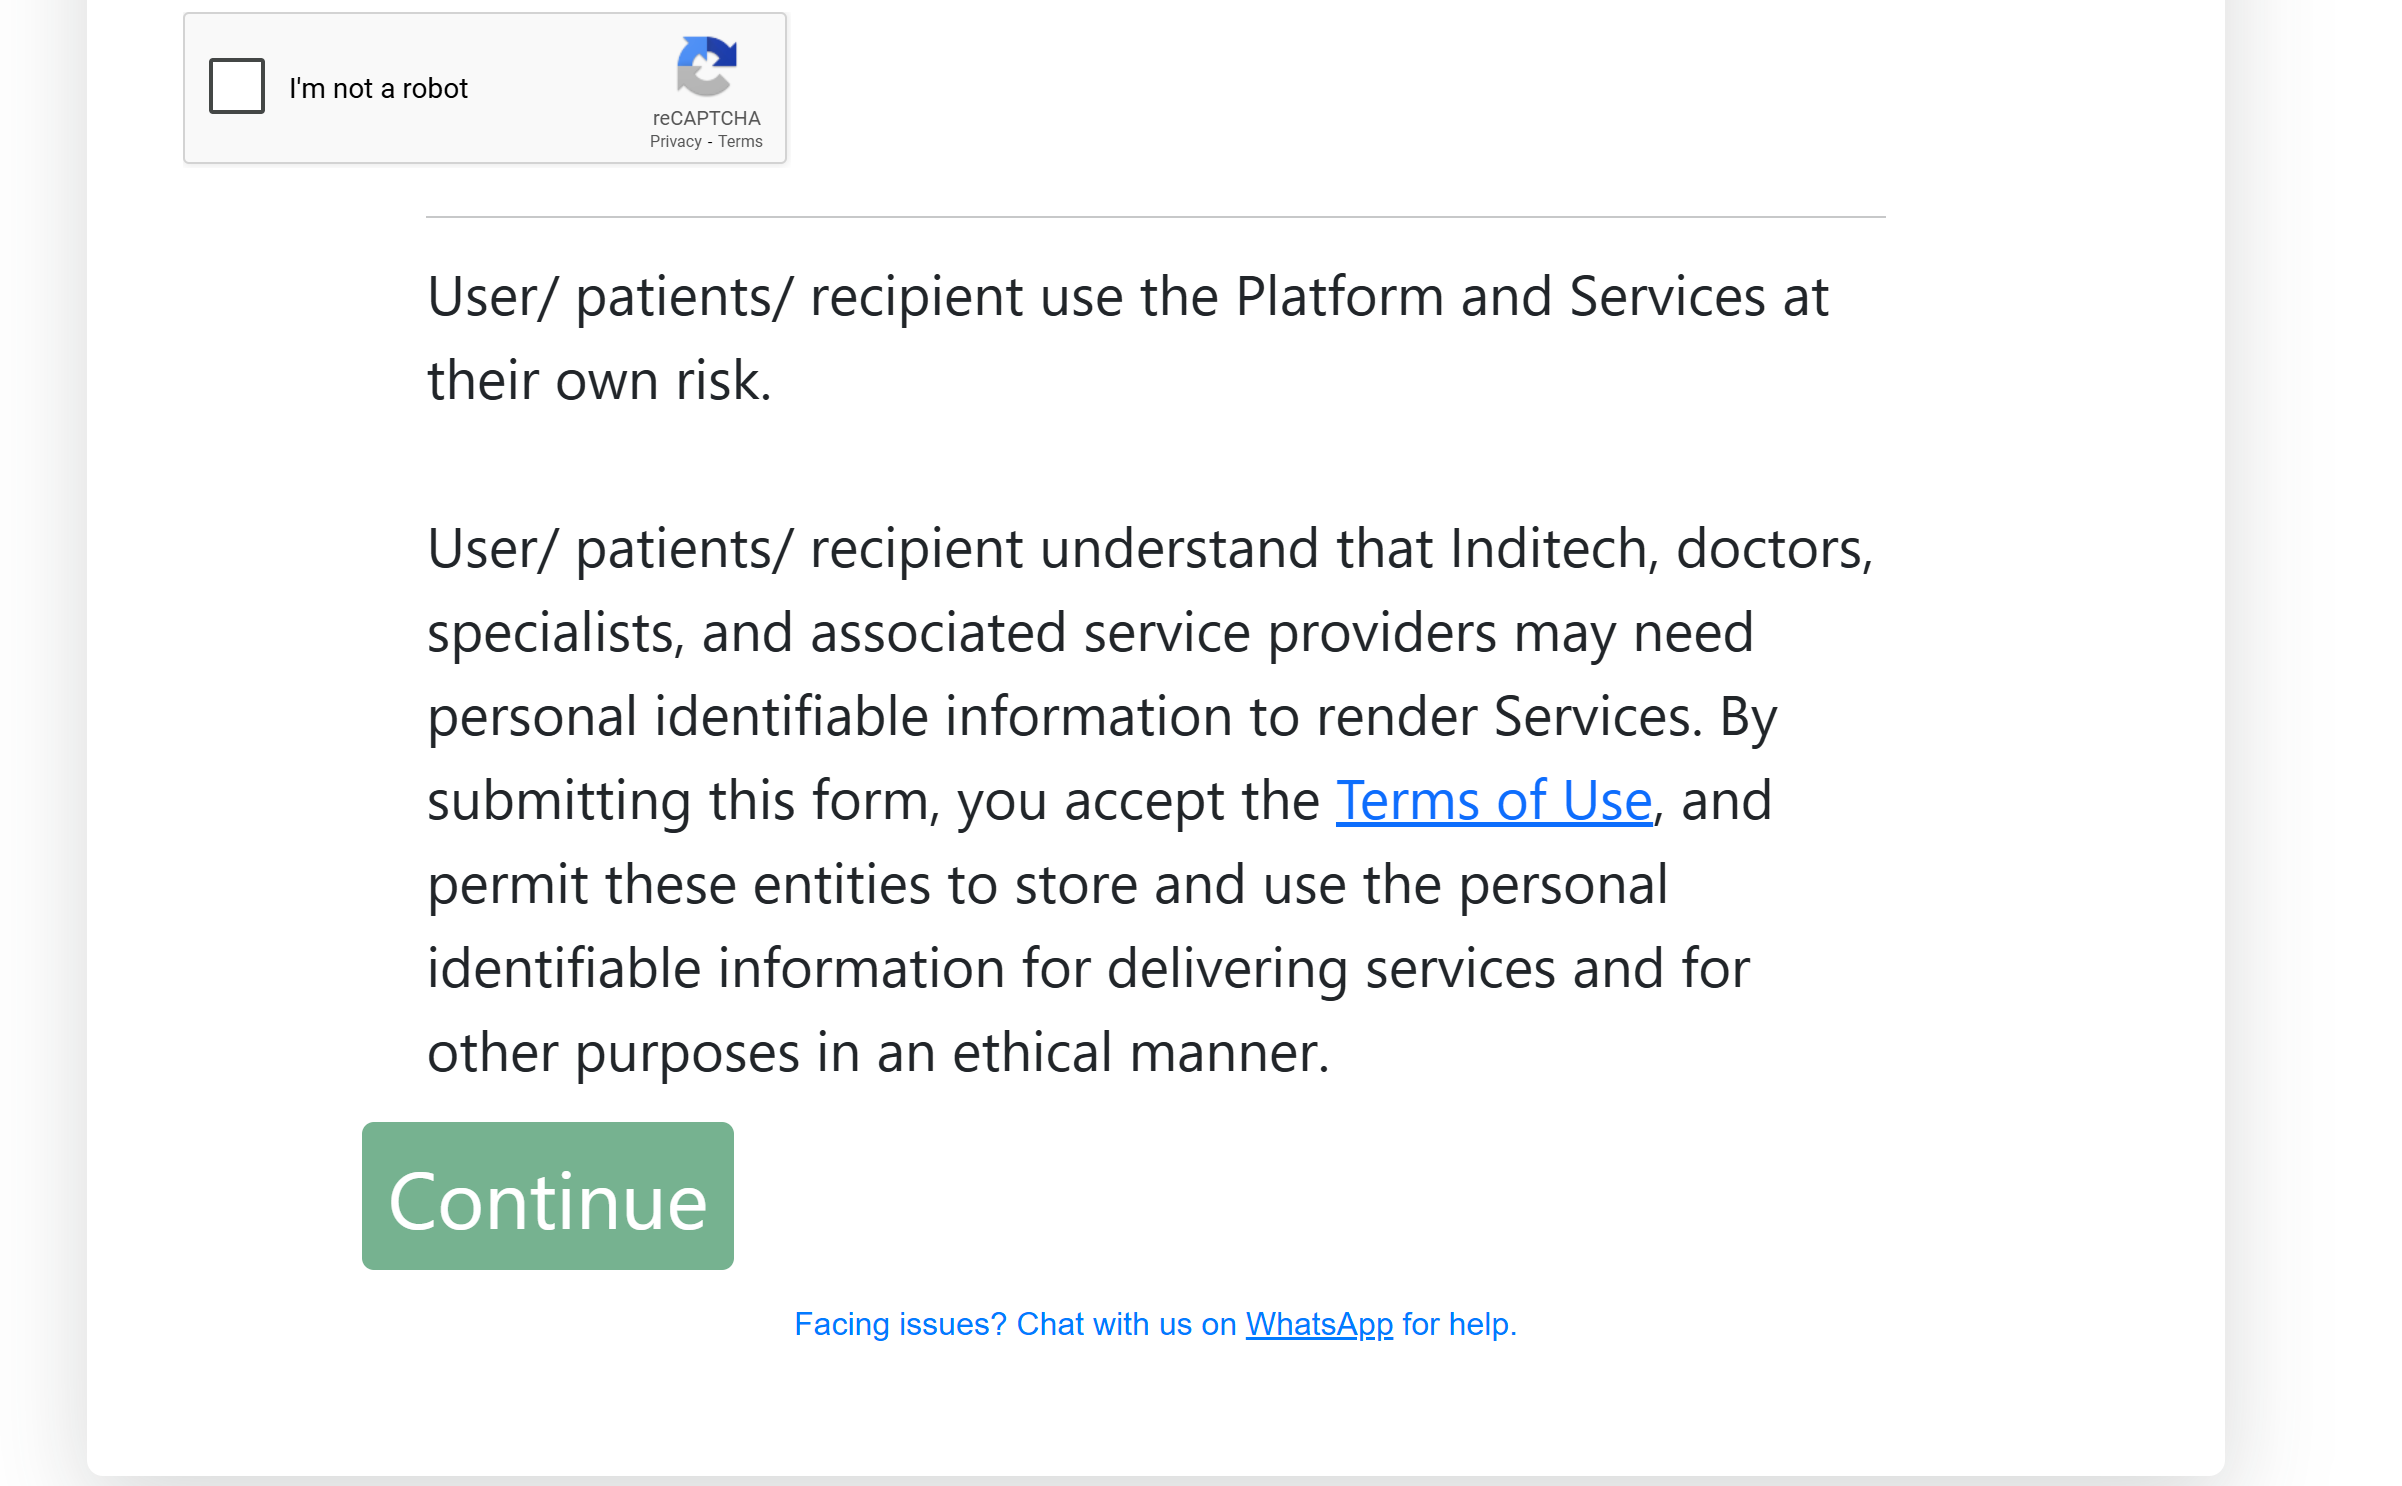 I'm not a robot
reCAPTCHA
Privacy - Terms
User/ patients/ recipient use the Platform and Services at
their own risk.
User/ patients/ recipient understand that Inditech, doctors,
specialists, and associated service providers may need
personal identifiable information to render Services. By
submitting this form, you accept the Terms of Use, and
permit these entities to store and use the personal
identifiable information for delivering services and for
other purposes in an ethical manner.
Continue
Facing issues? Chat with us on WhatsApp for help.